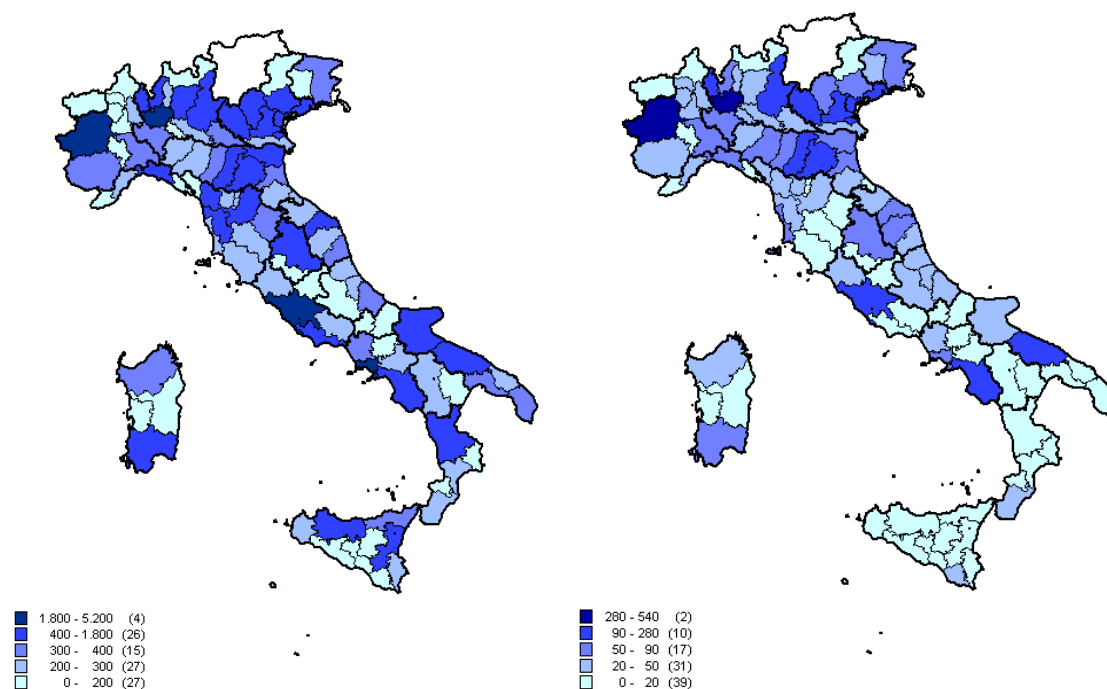 1.800 - 5.200 (4)
400 - 1.800 (26)
300 - 400 (15)
200 - 300 (27)
0 - 200 (27)
280 - 540 (2)
90 - 280 (10)
50 - 90 (17)
20 - 50 (31)
0 - 20 (39)